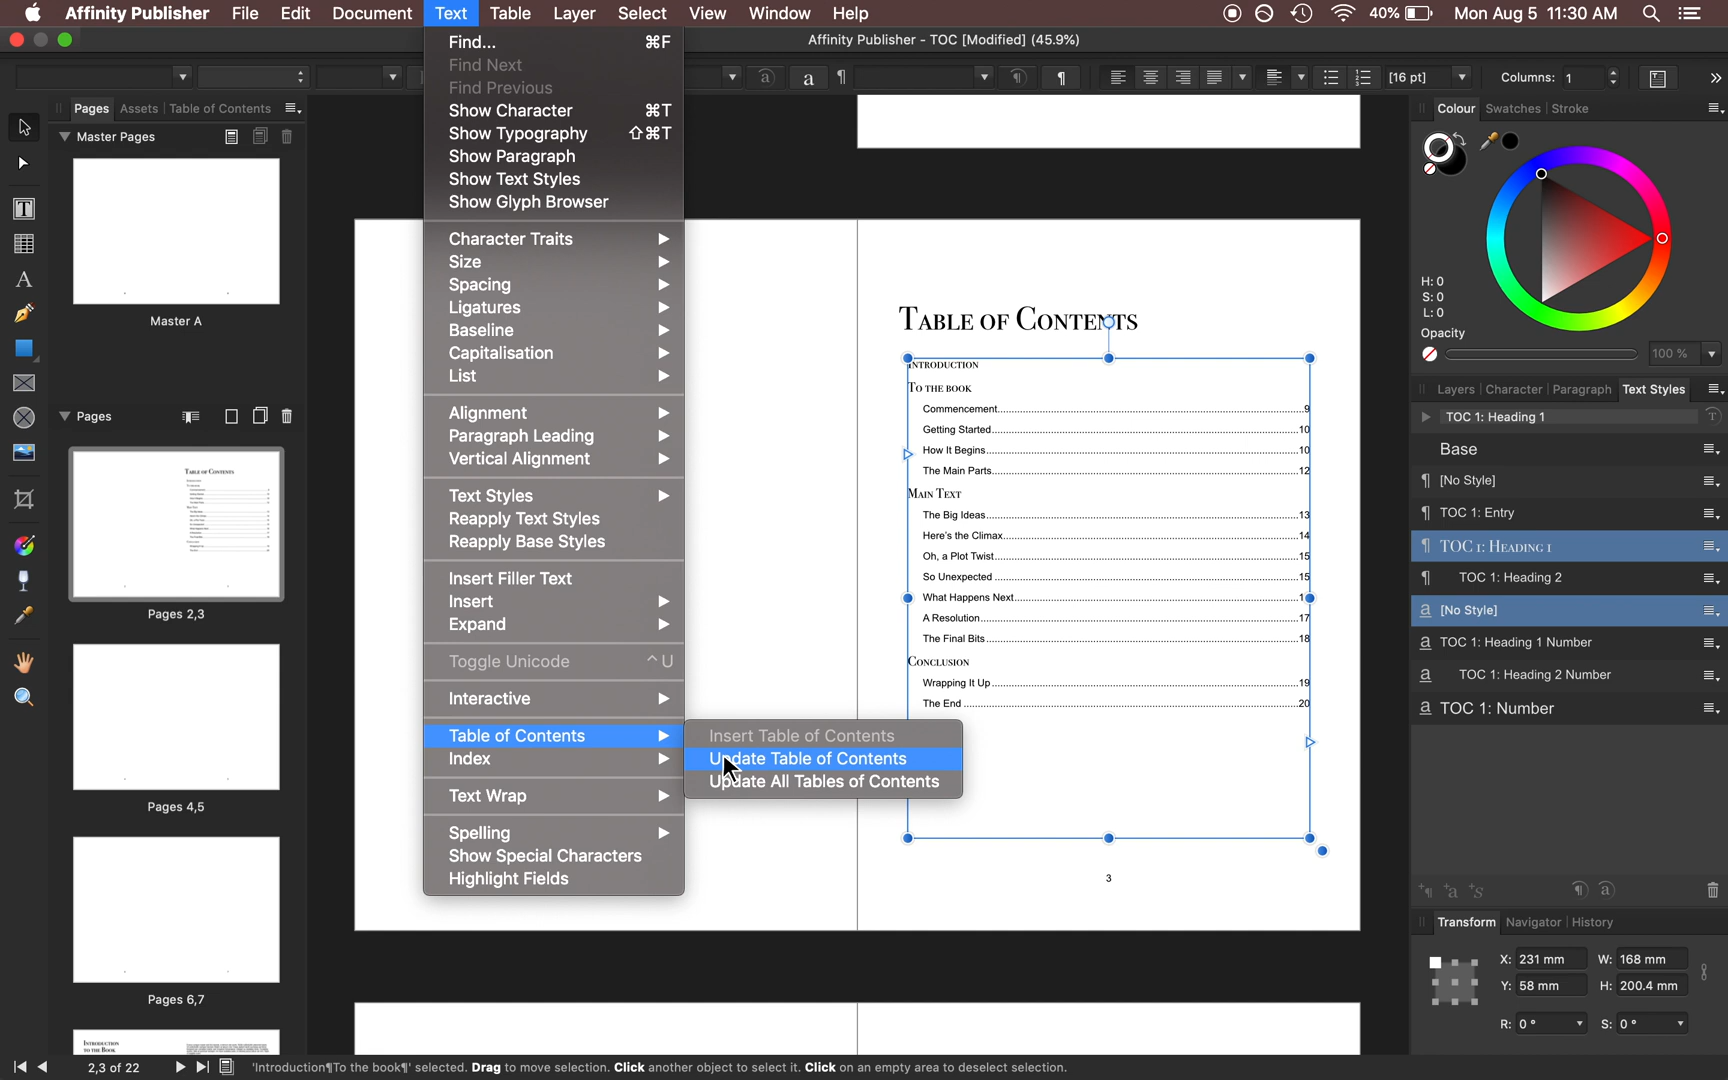 Affinity Publisher File Edit Document Text Table Layer Select View Window Help 40% Mon Aug 5 11:30 AM
Affinity Publisher - TOC [Modified] (45.9%)
[16 pt] Columns: 1
Pages Assets Table of Contents
Master Pages
Master A
Pages
Pages 2,3
Pages 4,5
Pages 6,7
Find... ⌘F
Find Next
Find Previous
Show Character ⌘T
Show Typography ⇧⌘T
Show Paragraph
Show Text Styles
Show Glyph Browser
Character Traits
Size
Spacing
Ligatures
Baseline
Capitalisation
List
Alignment
Paragraph Leading
Vertical Alignment
Text Styles
Reapply Text Styles
Reapply Base Styles
Insert Filler Text
Insert
Expand
Toggle Unicode ^U
Interactive
Table of Contents
Index
Text Wrap
Spelling
Show Special Characters
Highlight Fields
Insert Table of Contents
Update Table of Contents
Update All Tables of Contents
Table of Contents
Introduction
To the book
Commencement 9
Getting Started 10
How It Begins 10
The Main Parts 12
Main Text
The Big Ideas 13
Here's the Climax 14
Oh, a Plot Twist 15
So Unexpected 15
What Happens Next
A Resolution 17
The Final Bits 18
Conclusion
Wrapping It Up 19
The End 20
3
Colour Swatches Stroke
H: 0
S: 0
L: 0
Opacity
100 %
Layers Character Paragraph Text Styles
TOC 1: Heading 1
Base
[No Style]
TOC 1: Entry
TOC 1: Heading 1
TOC 1: Heading 2
[No Style]
TOC 1: Heading 1 Number
TOC 1: Heading 2 Number
TOC 1: Number
Transform Navigator History
X: 231 mm W: 168 mm
Y: 58 mm H: 200.4 mm
R: 0 ° S: 0 °
2,3 of 22 'Introduction¶To the book¶' selected. Drag to move selection. Click another object to select it. Click on an empty area to deselect selection.